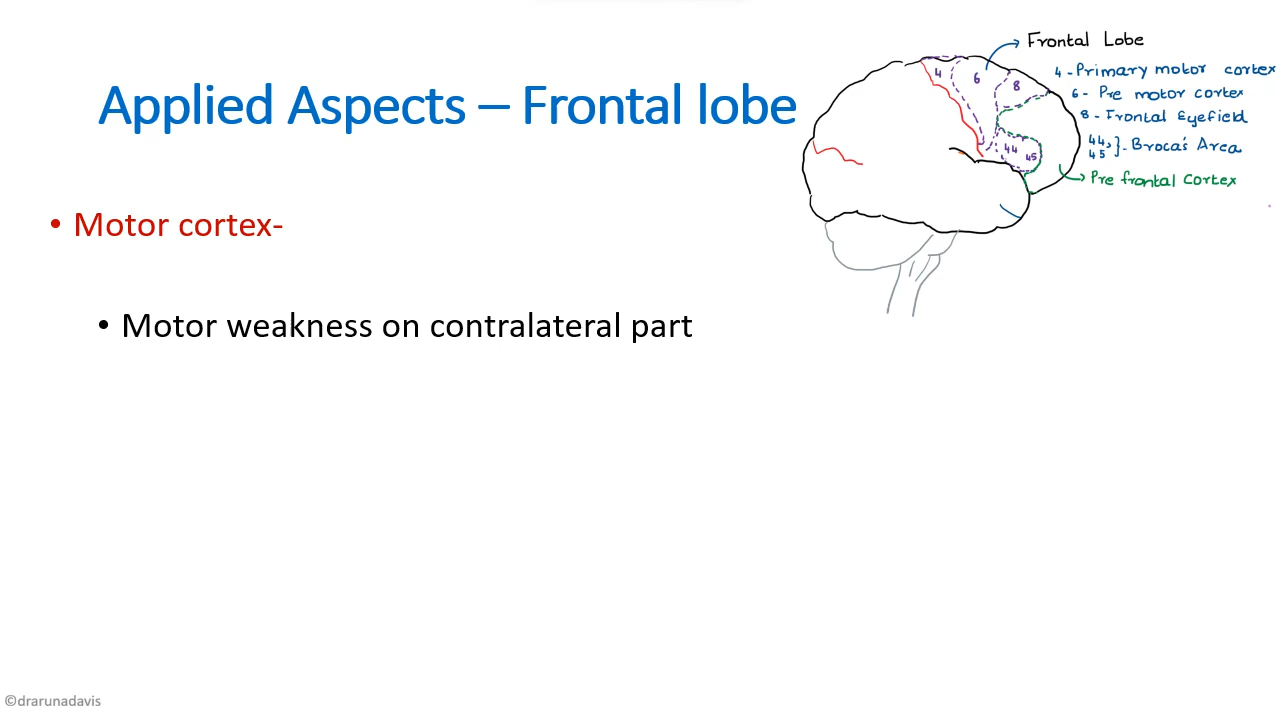 Applied Aspects – Frontal lobe
• Motor cortex-
• Motor weakness on contralateral part
Frontal Lobe
4 - Primary motor cortex
6 - Pre motor cortex
8 - Frontal Eyefield
44, 45 } - Broca's Area
Pre frontal Cortex
4
6
8
44
45
©drarunadavis